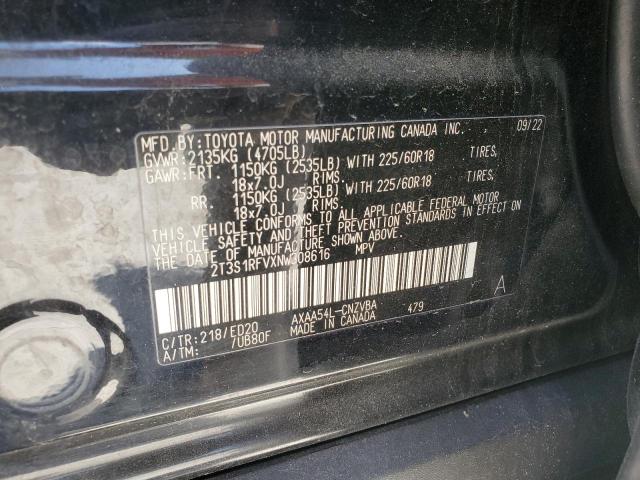 MFD. BY: TOYOTA MOTOR MANUFACTURING CANADA INC. 09/22
GVWR: 2135KG (4705LB)
GAWR: FRT. 1150KG (2535LB) WITH 225/60R18 TIRES,
18x7.0J RIMS.
RR. 1150KG (2535LB) WITH 225/60R18 TIRES,
18x7.0J RIMS.
THIS VEHICLE CONFORMS TO ALL APPLICABLE FEDERAL MOTOR
VEHICLE SAFETY AND THEFT PREVENTION STANDARDS IN EFFECT ON
THE DATE OF MANUFACTURE SHOWN ABOVE.
2T3S1RFVXNW308616 MPV
C/TR: 218/ED20 AXAA54L-CNZVBA 479 A
A/TM: 7UB80F MADE IN CANADA